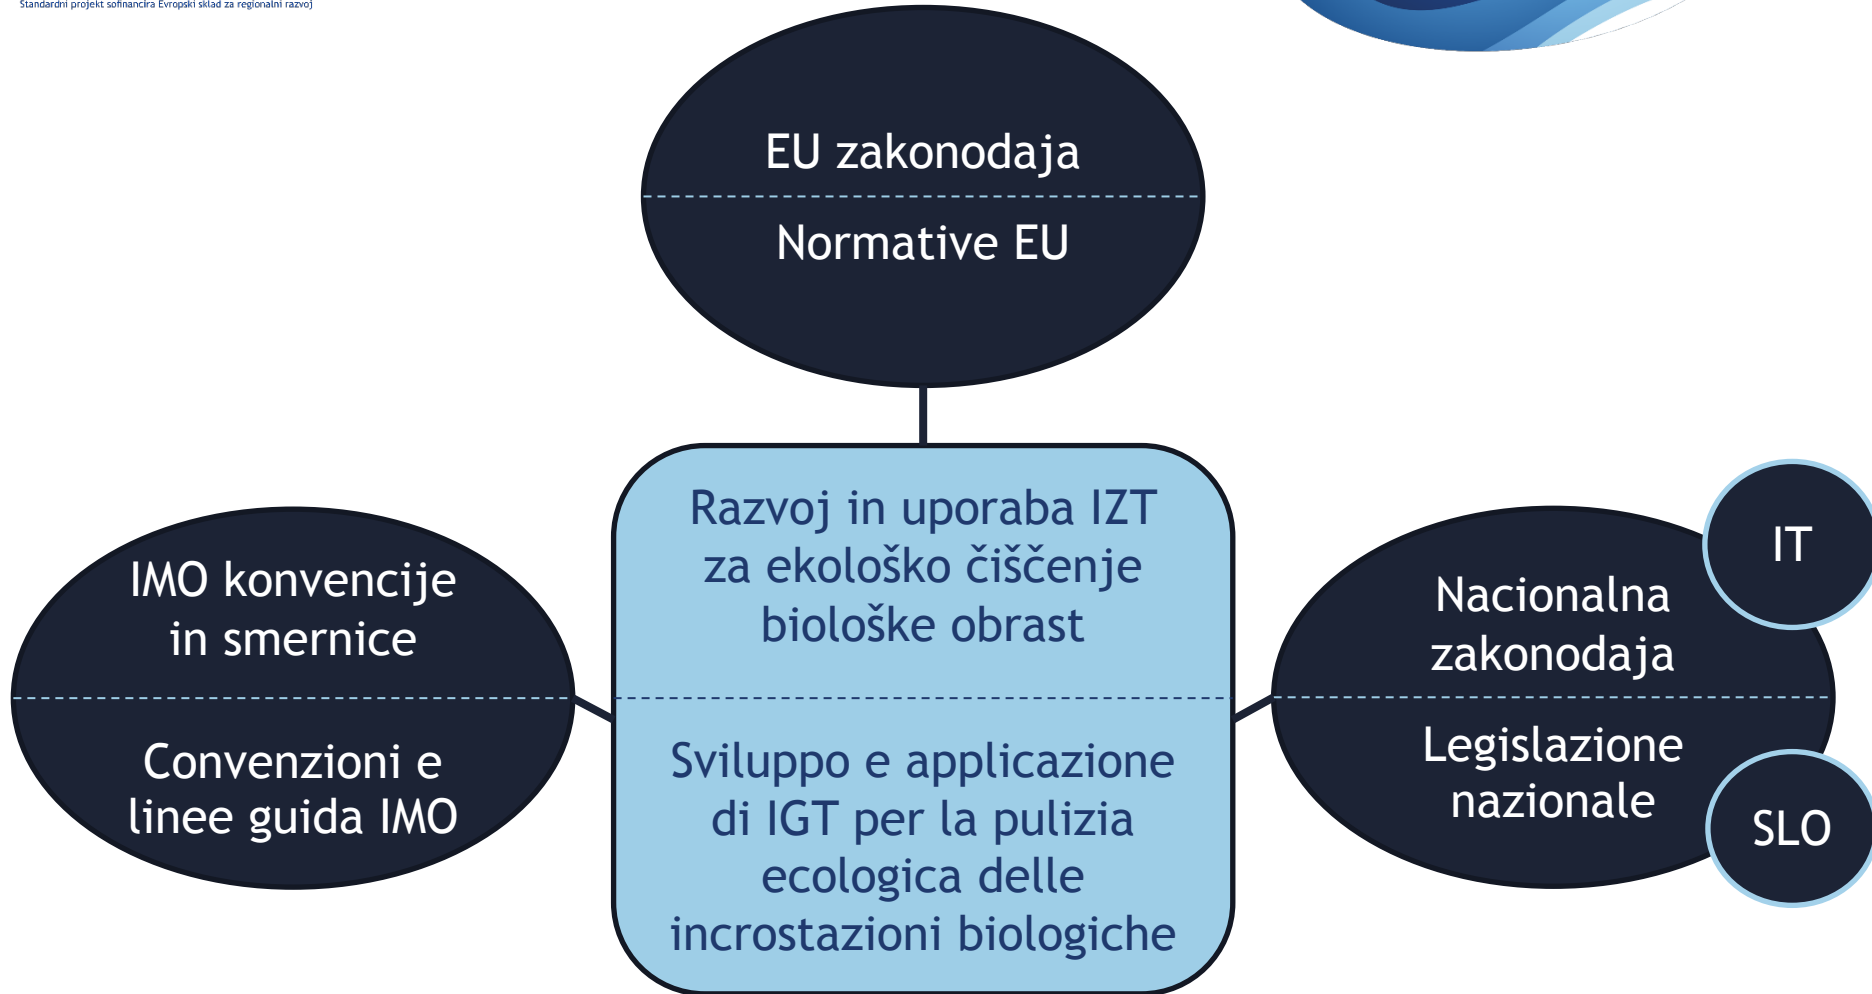 Standardni projekt sofinancira Evropski sklad za regionalni razvoj
EU zakonodaja
Normative EU
IMO konvencije
in smernice
Convenzioni e
linee guida IMO
Razvoj in uporaba IZT
za ekološko čiščenje
biološke obrast
Sviluppo e applicazione
di IGT per la pulizia
ecologica delle
incrostazioni biologiche
Nacionalna
zakonodaja
Legislazione
nazionale
IT
SLO